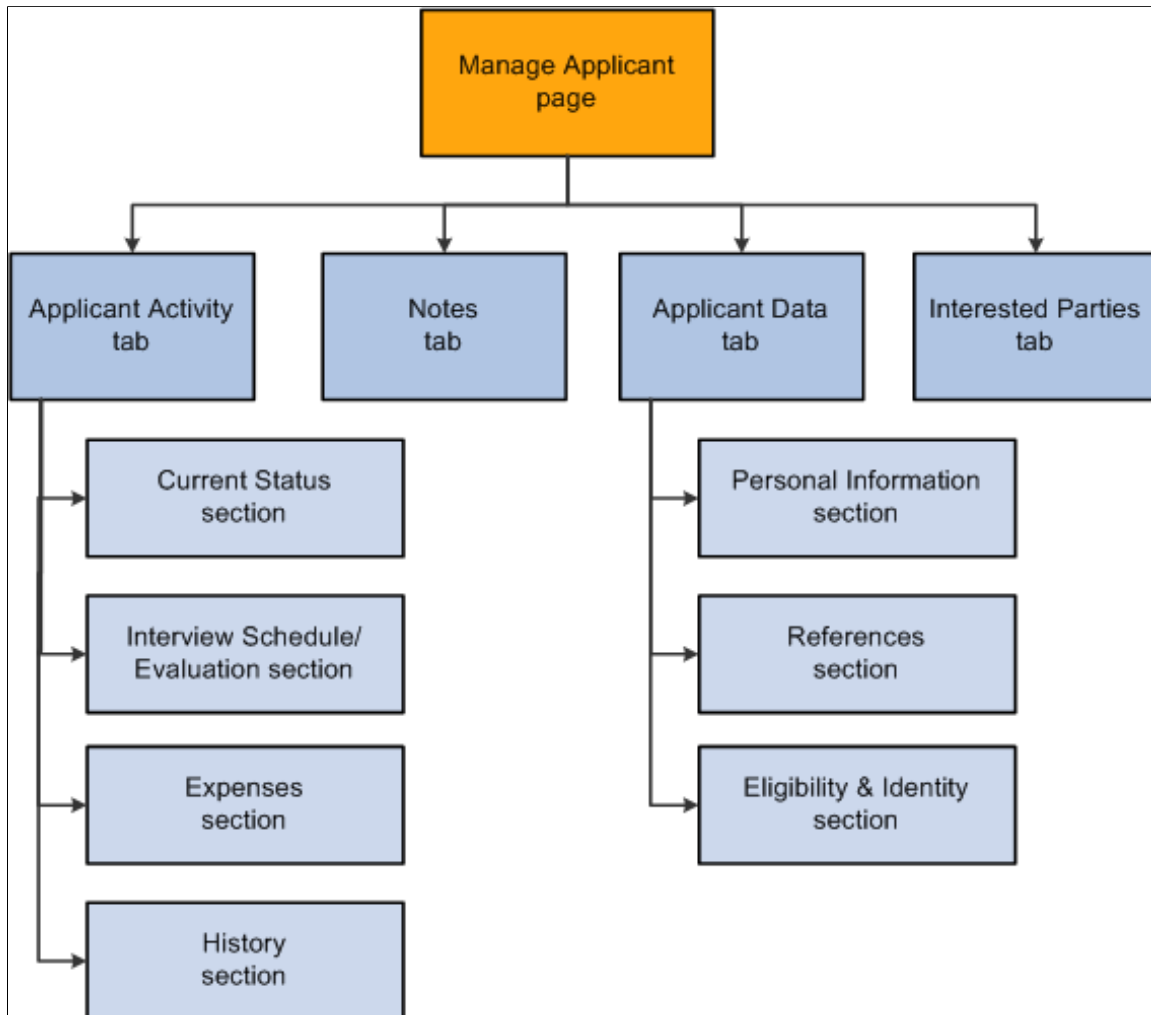 Manage Applicant
page
Applicant Activity
tab
Notes
tab
Applicant Data
tab
Interested Parties
tab
Current Status
section
Interview Schedule/
Evaluation section
Expenses
section
History
section
Personal Information
section
References
section
Eligibility & Identity
section